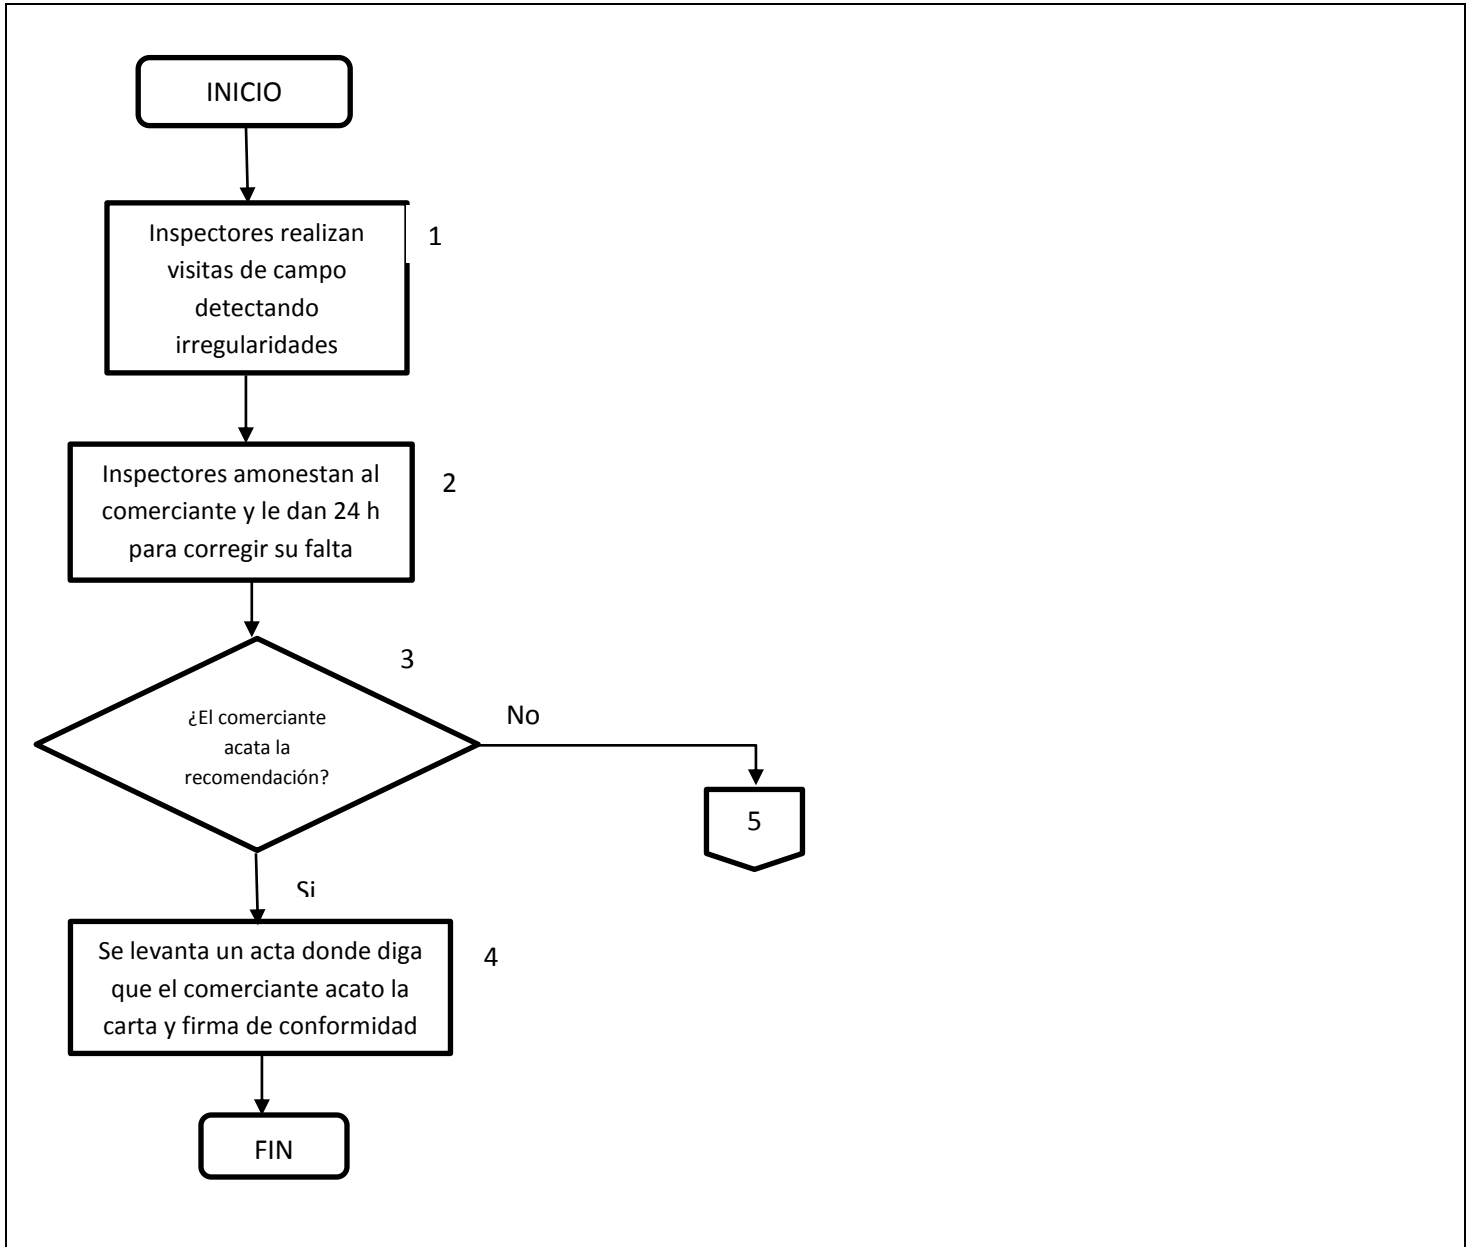 INICIO
Inspectores realizan
visitas de campo
detectando
irregularidades
1
Inspectores amonestan al
comerciante y le dan 24 h
para corregir su falta
2
3
¿El comerciante
acata la
recomendación?
No
5
Si
Se levanta un acta donde diga
que el comerciante acato la
carta y firma de conformidad
4
FIN